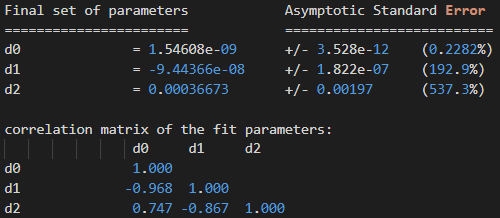 Final set of parameters Asymptotic Standard Error
======================= ==========================
d0 = 1.54608e-09 +/- 3.528e-12 (0.2282%)
d1 = -9.44366e-08 +/- 1.822e-07 (192.9%)
d2 = 0.00036673 +/- 0.00197 (537.3%)
correlation matrix of the fit parameters:
d0 d1 d2
d0 1.000
d1 -0.968 1.000
d2 0.747 -0.867 1.000